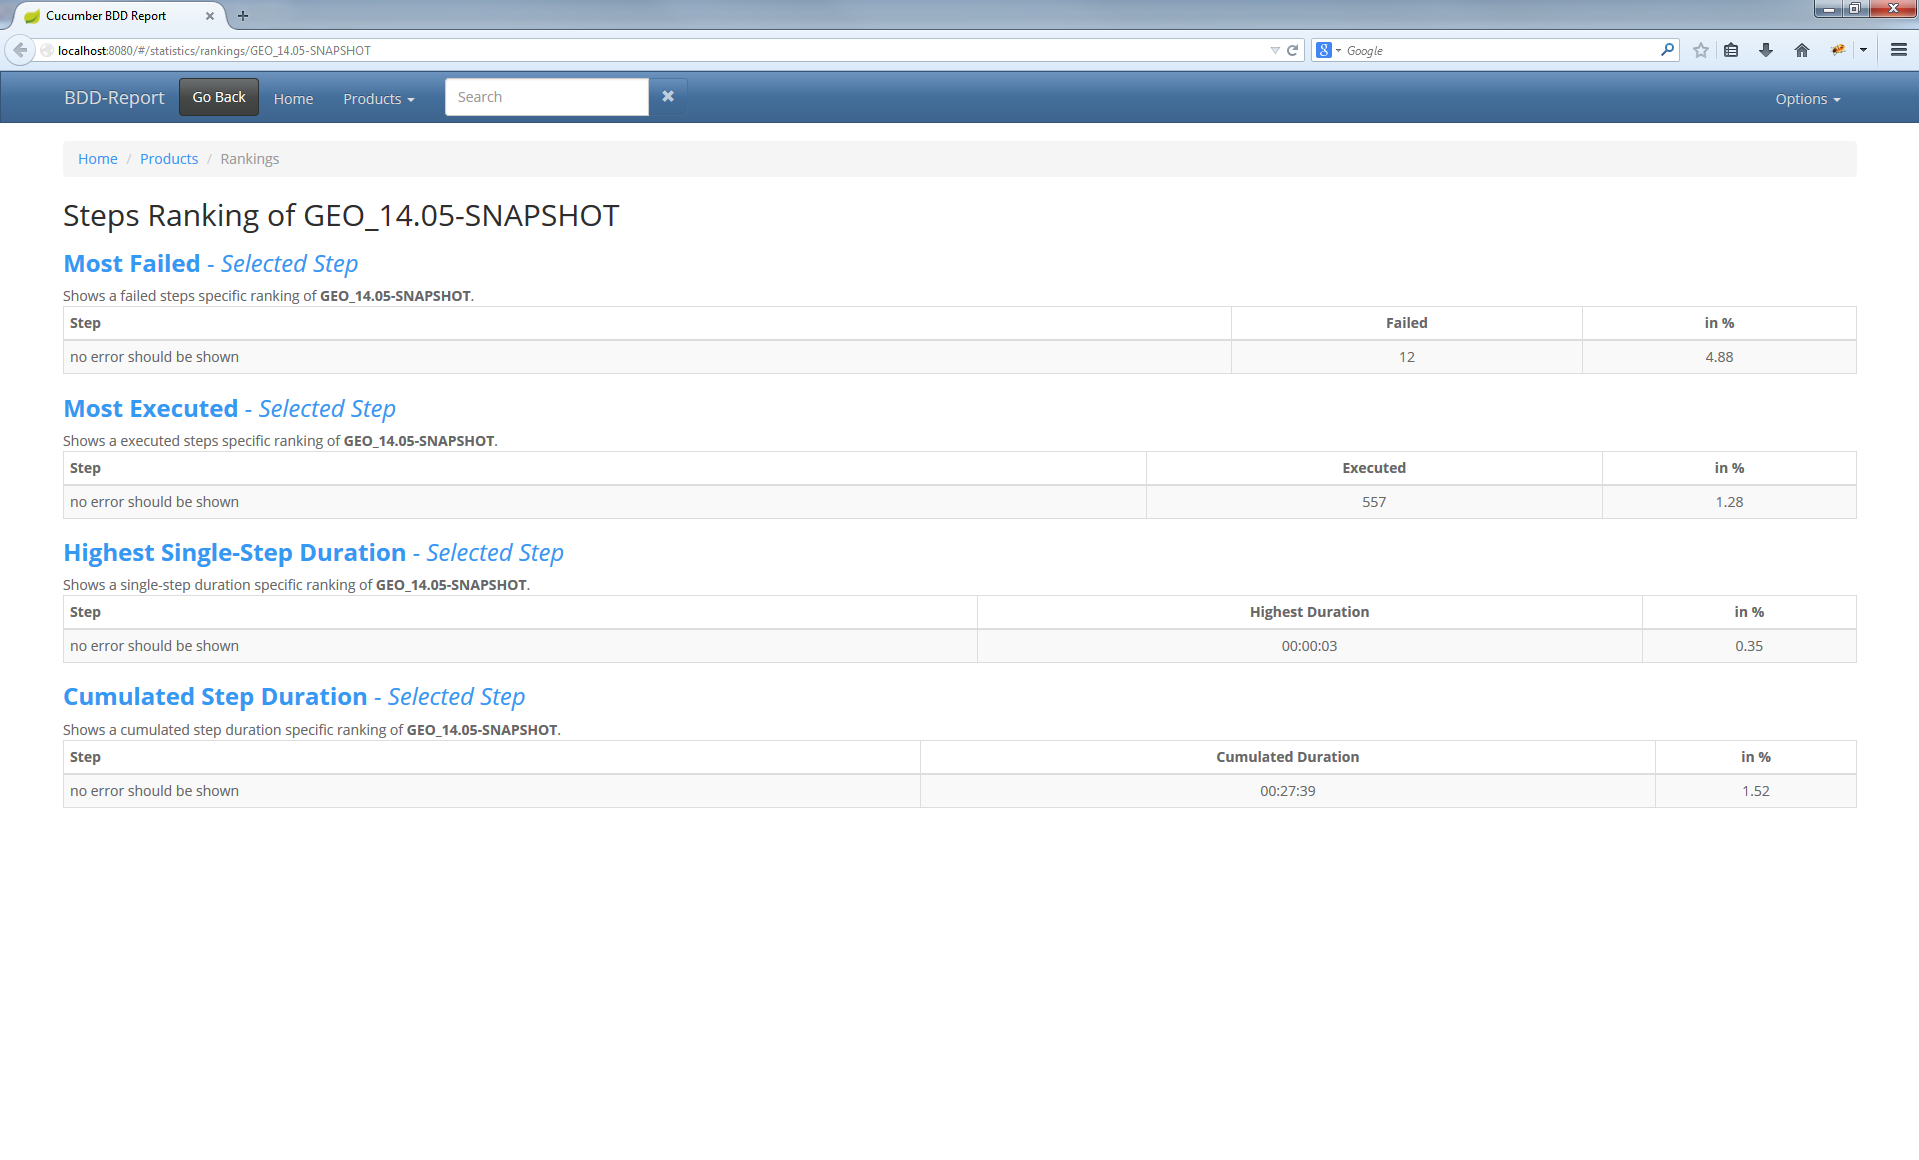 Cucumber BDD Report
localhost:8080/#/statistics/rankings/GEO_14.05-SNAPSHOT
Google
BDD-Report Go Back Home Products Search Options
Home / Products / Rankings
Steps Ranking of GEO_14.05-SNAPSHOT
Most Failed - Selected Step
Shows a failed steps specific ranking of GEO_14.05-SNAPSHOT.
Step Failed in %
no error should be shown 12 4.88
Most Executed - Selected Step
Shows a executed steps specific ranking of GEO_14.05-SNAPSHOT.
Step Executed in %
no error should be shown 557 1.28
Highest Single-Step Duration - Selected Step
Shows a single-step duration specific ranking of GEO_14.05-SNAPSHOT.
Step Highest Duration in %
no error should be shown 00:00:03 0.35
Cumulated Step Duration - Selected Step
Shows a cumulated step duration specific ranking of GEO_14.05-SNAPSHOT.
Step Cumulated Duration in %
no error should be shown 00:27:39 1.52